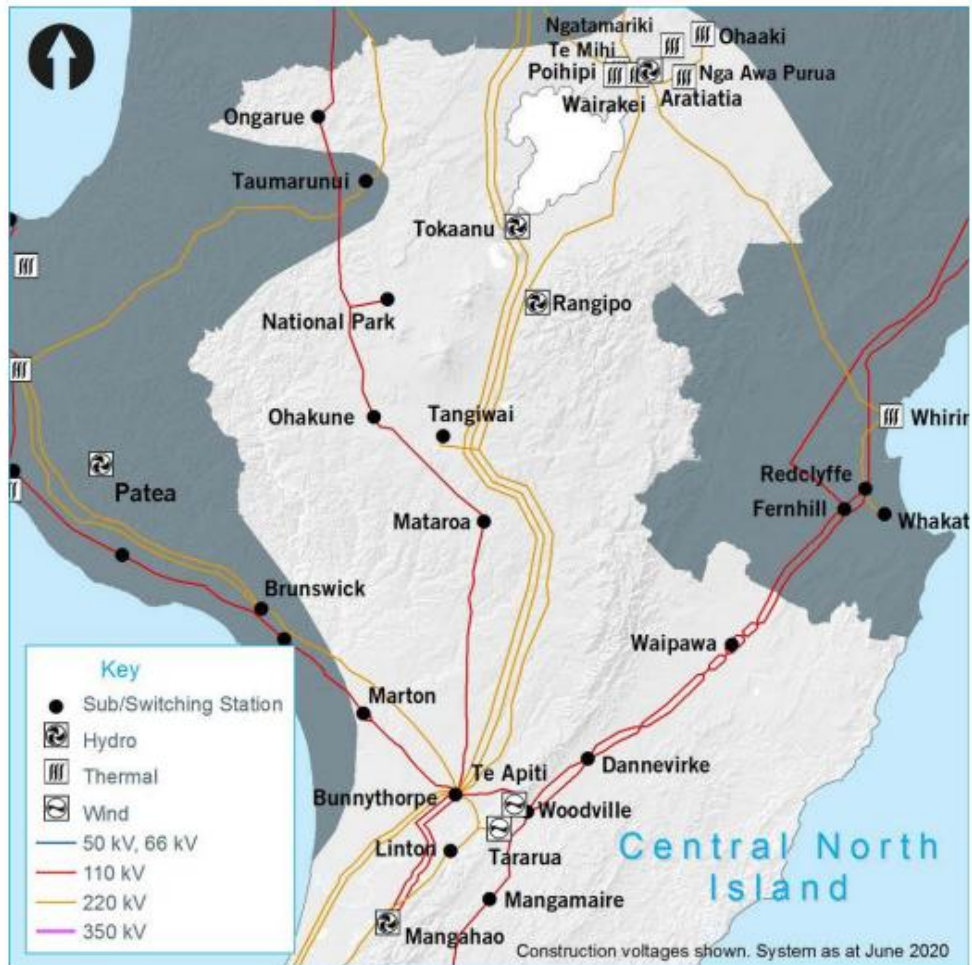 Ngatamariki
Ohaaki
Te Mihi
Poihipi
Nga Awa Purua
Wairakei
Aratiatia
Ongarue
Taumarunui
Tokaanu
Rangipo
National Park
Ohakune
Tangiwai
Whirin
Patea
Redclyffe
Fernhill
Whakat
Mataroa
Brunswick
Waipawa
Key
Sub/Switching Station
Hydro
Thermal
Wind
50 kV, 66 kV
110 kV
220 kV
350 kV
Marton
Dannevirke
Te Apiti
Bunnythorpe
Woodville
Linton
Tararua
Mangamaire
Mangahao
Central North
Island
Construction voltages shown. System as at June 2020